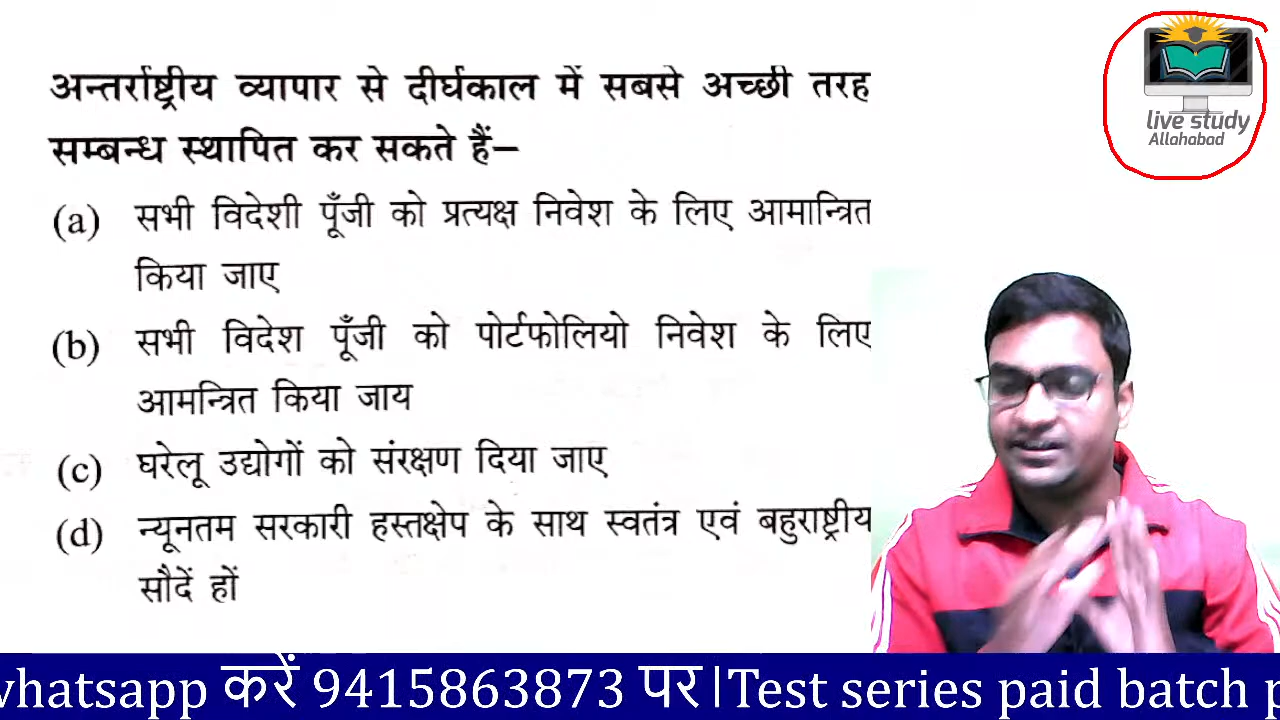 अन्तर्राष्ट्रीय व्यापार से दीर्घकाल में सबसे अच्छी तरह
सम्बन्ध स्थापित कर सकते हैं–
(a) सभी विदेशी पूँजी को प्रत्यक्ष निवेश के लिए आमान्त्रित
किया जाए
(b) सभी विदेश पूँजी को पोर्टफोलियो निवेश के लिए
आमन्त्रित किया जाय
(c) घरेलू उद्योगों को संरक्षण दिया जाए
(d) न्यूनतम सरकारी हस्तक्षेप के साथ स्वतंत्र एवं बहुराष्ट्रीय
सौदें हों
live study
Allahabad
whatsapp करें 9415863873 पर।Test series paid batch